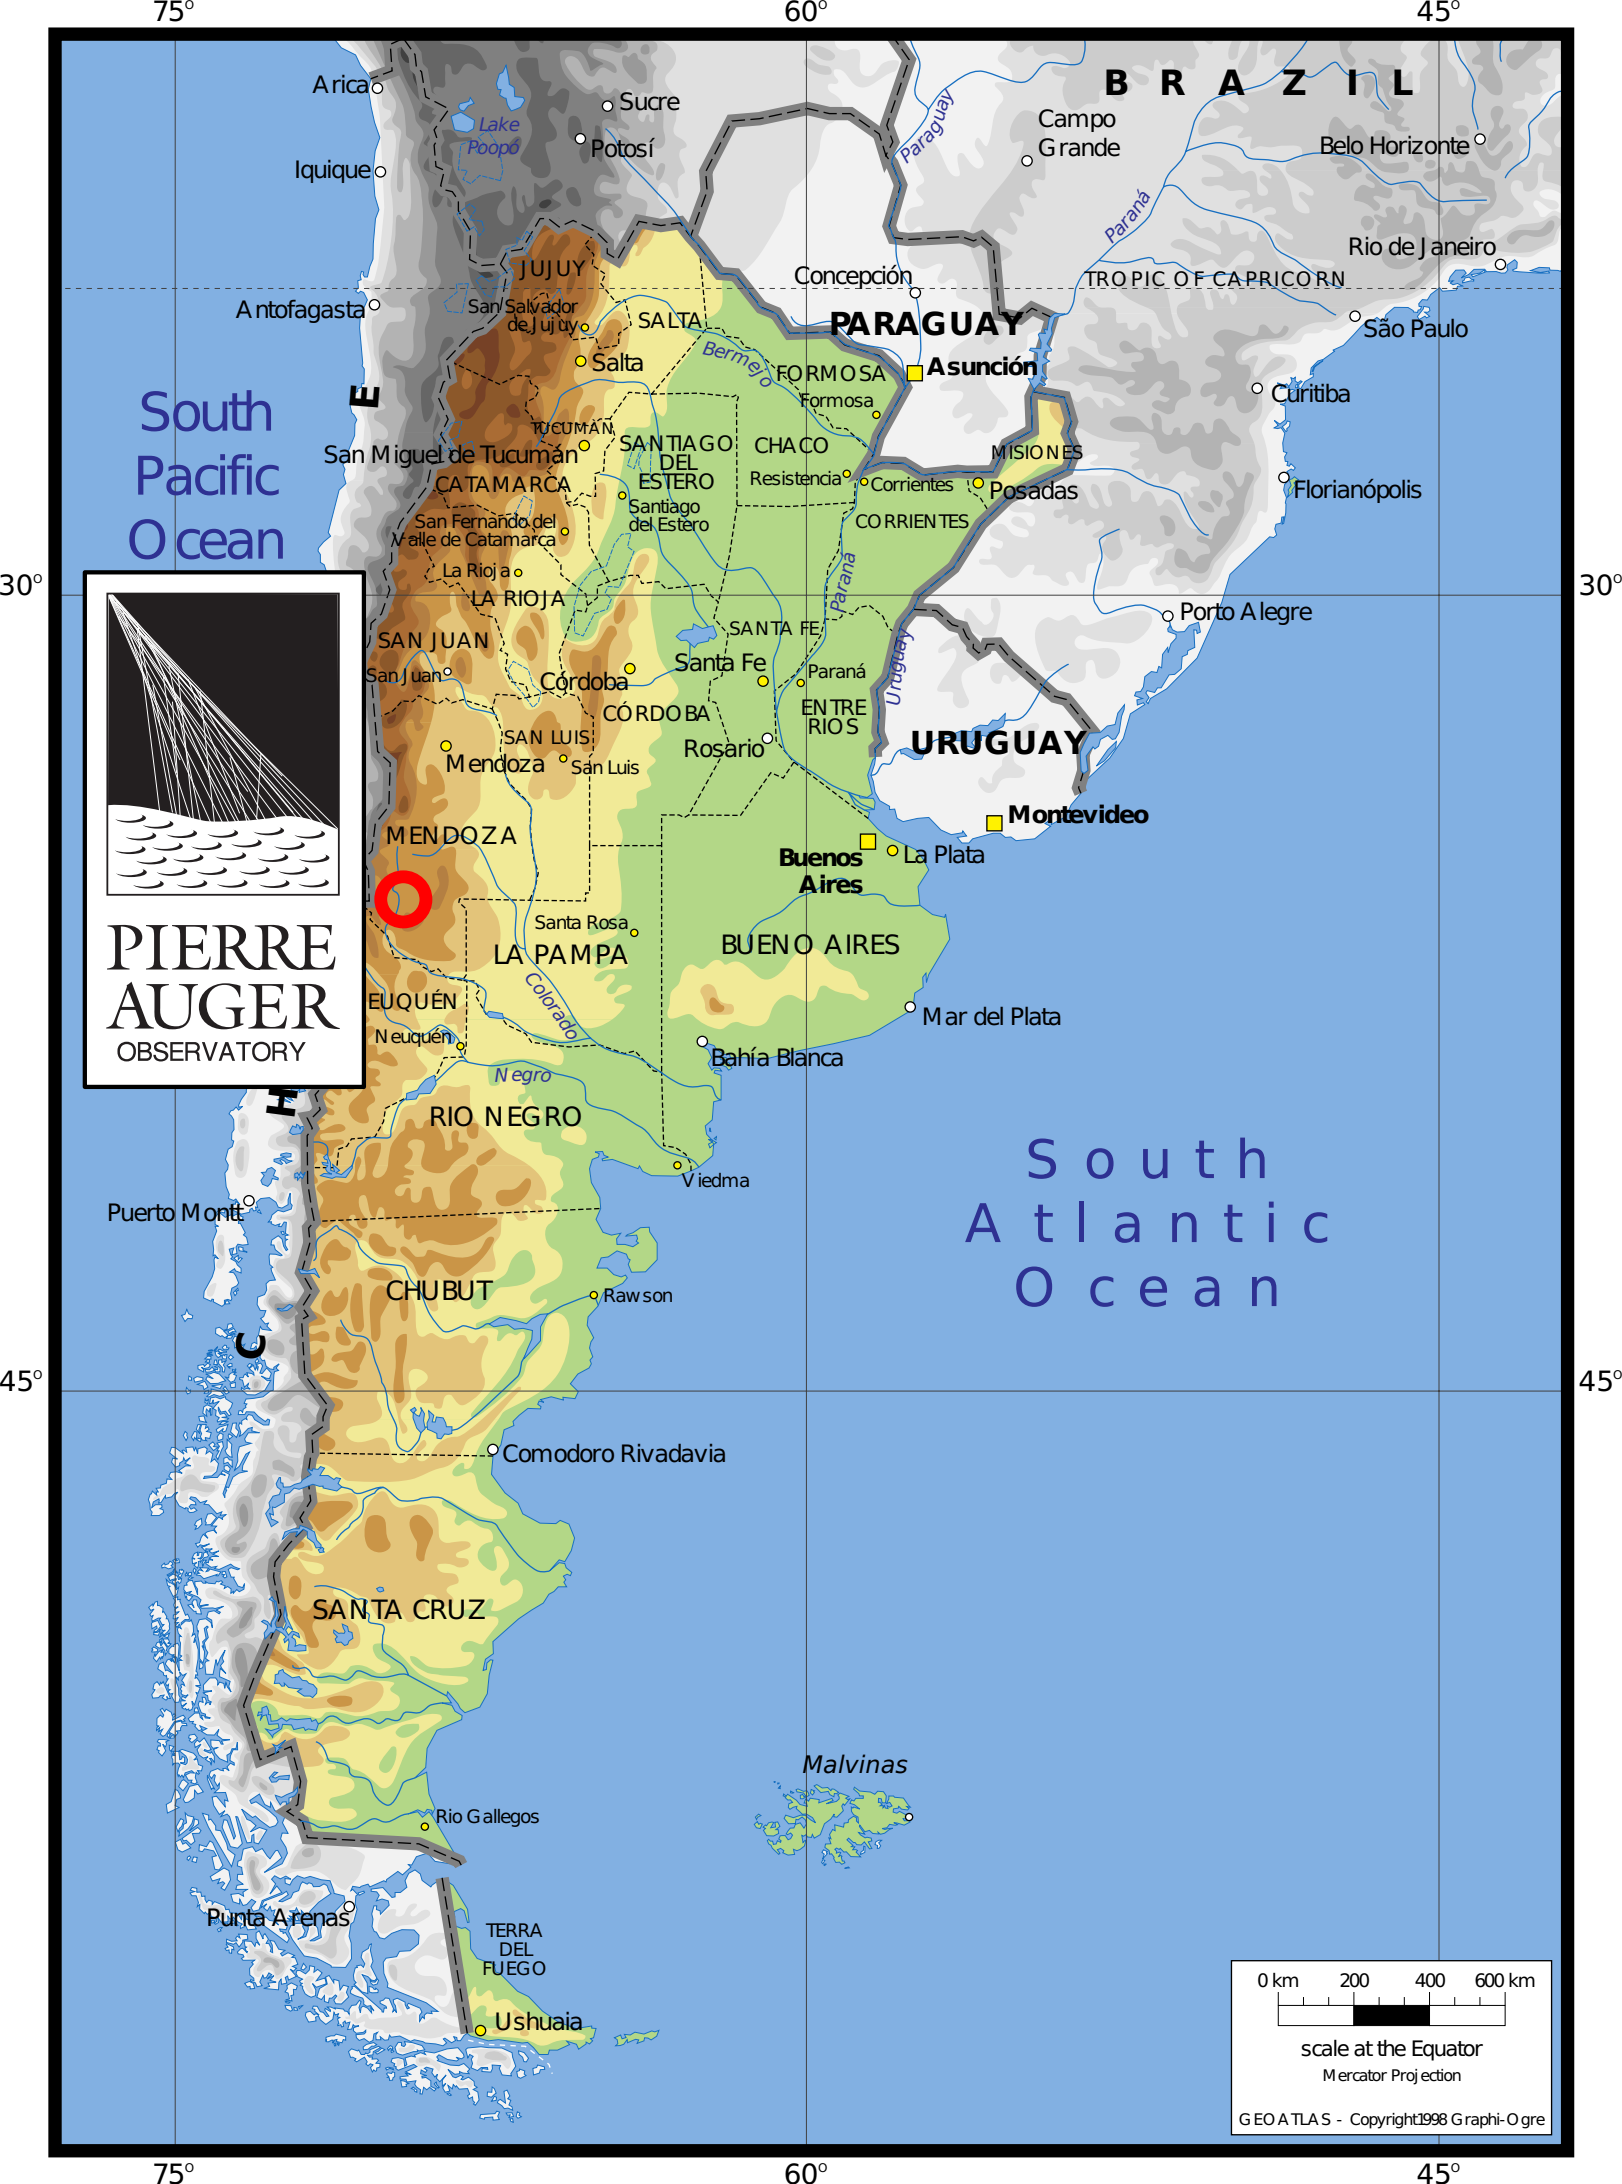 75°
60°
45°
BRAZIL
Arica
Sucre
Lake
Poopó
Potosí
Campo
Grande
Paraguay
Belo Horizonte
Iquique
Paraná
Rio de Janeiro
JUJUY
Concepción
TROPIC OF CAPRICORN
Antofagasta
San Salvador
de Jujuy
SALTA
PARAGUAY
São Paulo
Salta
Bermejo
FORMOSA
Asunción
E
Formosa
Curitiba
South
Pacific
Ocean
TUCUMÁN
San Miguel de Tucumán
SANTIAGO
DEL
ESTERO
CHACO
MISIONES
CATAMARCA
Resistencia
Corrientes
Posadas
Florianópolis
Santiago
del Estero
San Fernando del
Valle de Catamarca
CORRIENTES
La Rioja
30°
30°
LA RIOJA
Paraná
Porto Alegre
SAN JUAN
SANTA FE
Uruguay
San Juan
Córdoba
Santa Fe
Paraná
CÓRDOBA
ENTRE
RIOS
SAN LUIS
Rosario
URUGUAY
Mendoza
San Luis
MENDOZA
Montevideo
Buenos
Aires
La Plata
Santa Rosa
LA PAMPA
BUENO AIRES
PIERRE
AUGER
OBSERVATORY
Colorado
EUQUÉN
Mar del Plata
Neuquén
Bahía Blanca
Negro
H
RIO NEGRO
South
Atlantic
Ocean
Viedma
Puerto Montt
CHUBUT
Rawson
C
45°
45°
Comodoro Rivadavia
SANTA CRUZ
Malvinas
Rio Gallegos
Punta Arenas
TERRA
DEL
FUEGO
Ushuaia
0 km 200 400 600 km
scale at the Equator
Mercator Projection
GEOATLAS - Copyright1998 Graphi-Ogre
75°
60°
45°